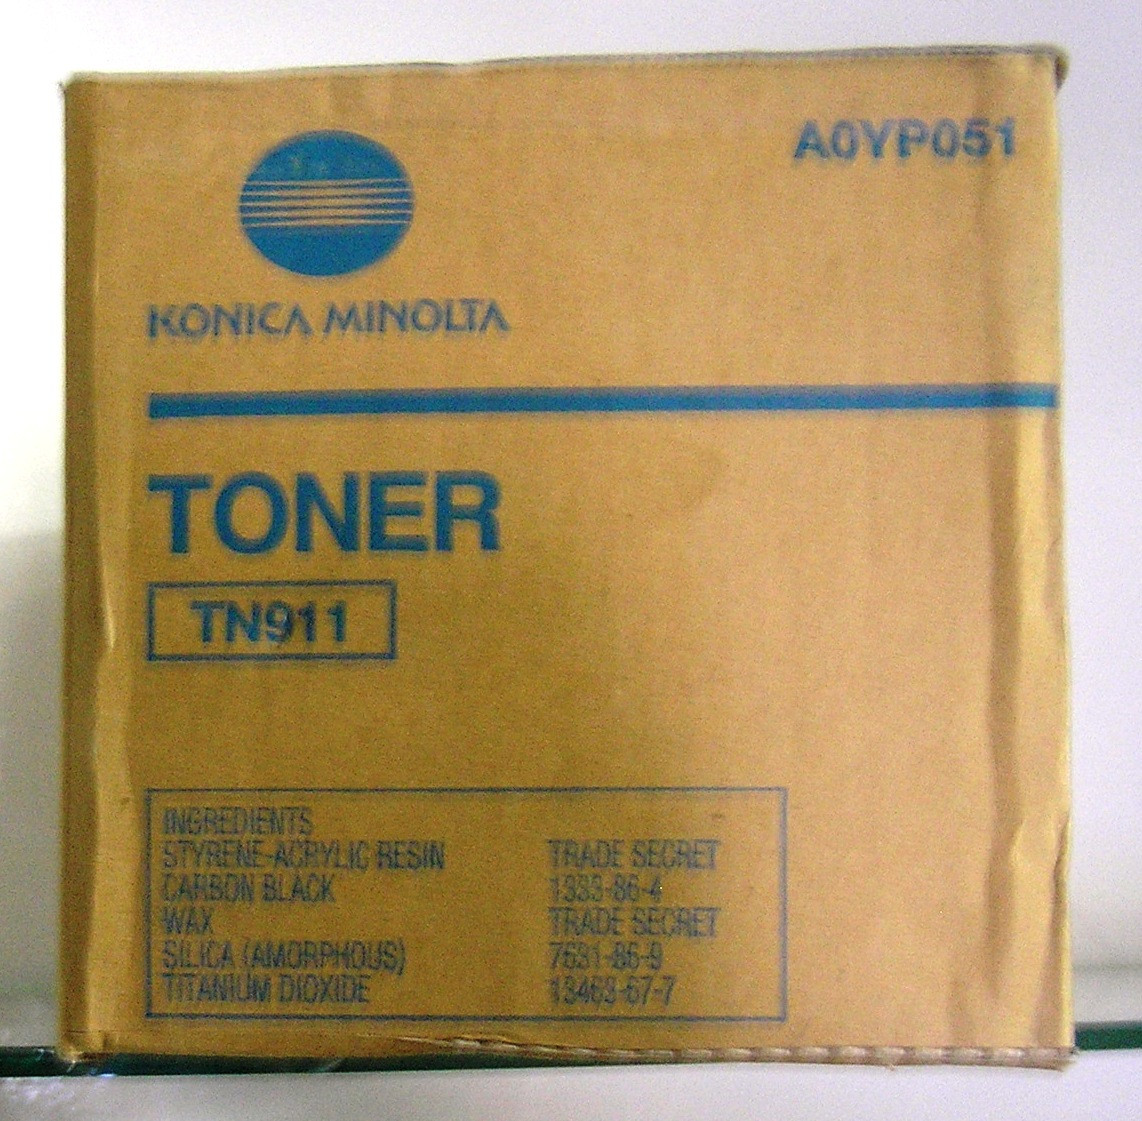 A0YP051
KONICA MINOLTA
TONER
TN911
INGREDIENTS
STYRENE-ACRYLIC RESIN TRADE SECRET
CARBON BLACK 1333-86-4
WAX TRADE SECRET
SILICA (AMORPHOUS) 7631-86-9
TITANIUM DIOXIDE 13463-67-7